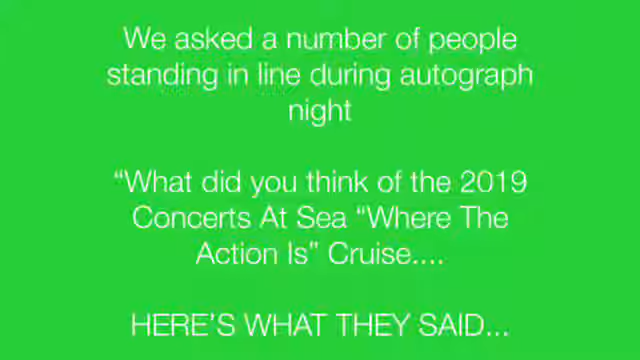 We asked a number of people
standing in line during autograph
night
“What did you think of the 2019
Concerts At Sea “Where The
Action Is” Cruise....
HERE’S WHAT THEY SAID...